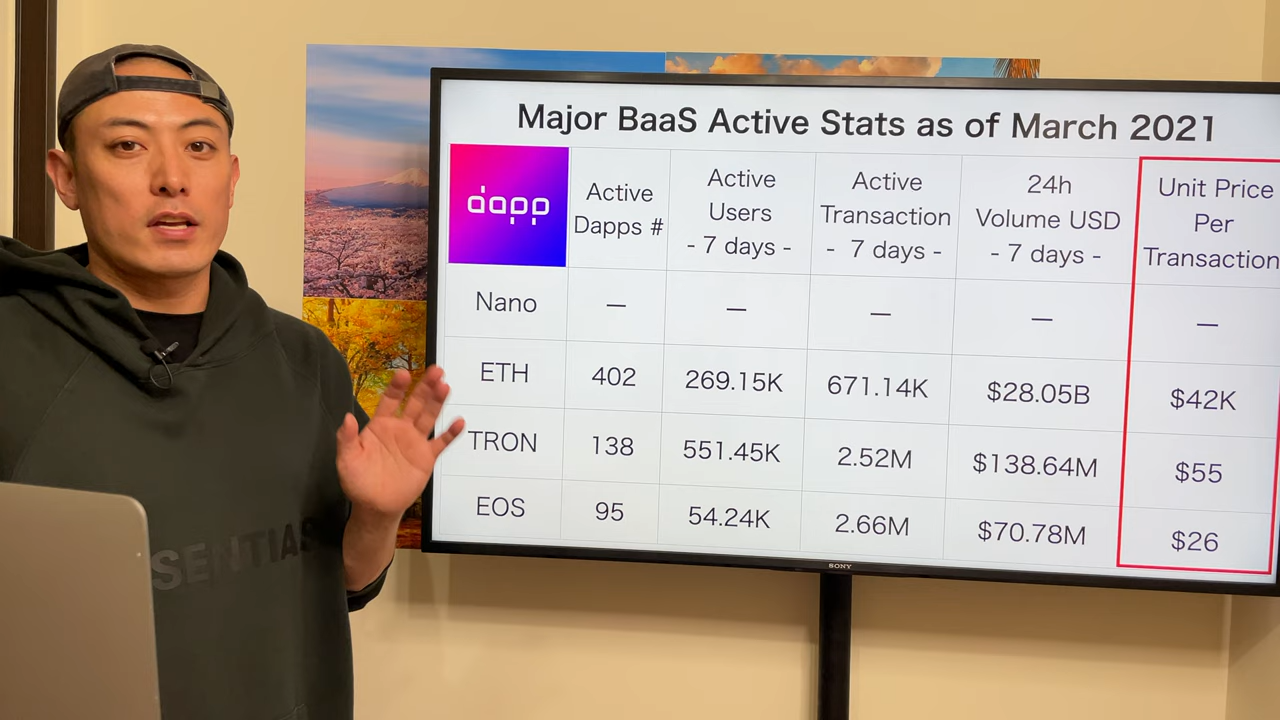 Major BaaS Active Stats as of March 2021
dapp
Active
Dapps #
Active
Users
- 7 days -
Active
Transaction
- 7 days -
24h
Volume USD
- 7 days -
Unit Price
Per
Transaction
Nano — — — — —
ETH 402 269.15K 671.14K $28.05B $42K
TRON 138 551.45K 2.52M $138.64M $55
EOS 95 54.24K 2.66M $70.78M $26
SONY
SENTIAS